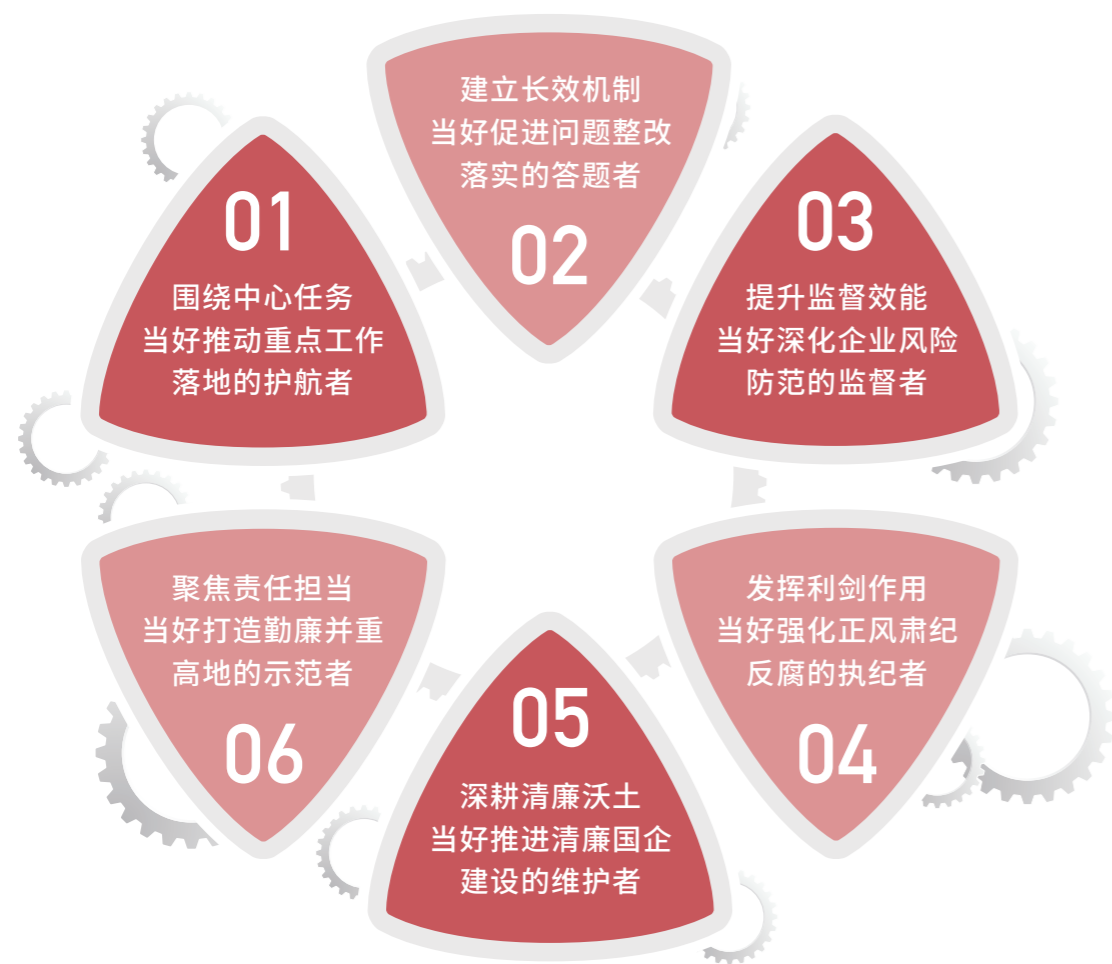 01
围绕中心任务
当好推动重点工作
落地的护航者
建立长效机制
当好促进问题整改
落实的答题者
02
03
提升监督效能
当好深化企业风险
防范的监督者
发挥利剑作用
当好强化正风肃纪
反腐的执纪者
04
05
深耕清廉沃土
当好推进清廉国企
建设的维护者
聚焦责任担当
当好打造勤廉并重
高地的示范者
06